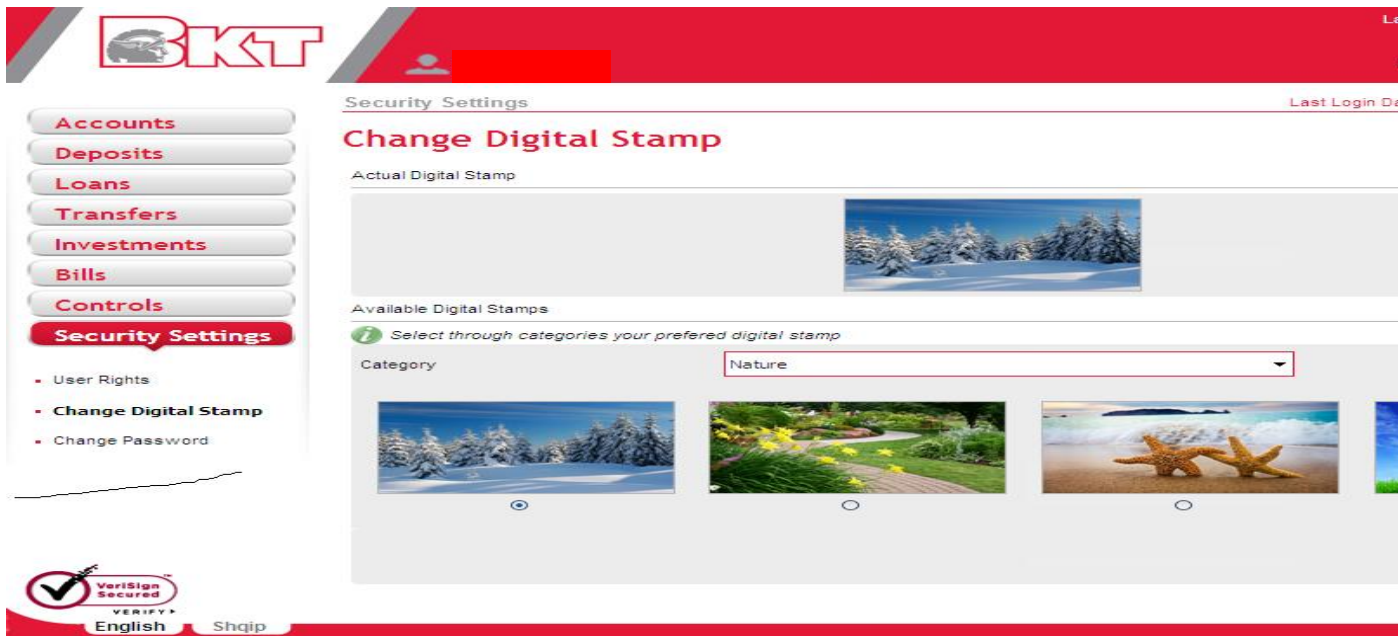 BKT
La
Security Settings
Last Login Da
Accounts
Deposits
Loans
Transfers
Investments
Bills
Controls
Security Settings
User Rights
Change Digital Stamp
Change Password
Change Digital Stamp
Actual Digital Stamp
Available Digital Stamps
i Select through categories your prefered digital stamp
Category
Nature
VeriSign
Secured
VERIFY
English
Shqip